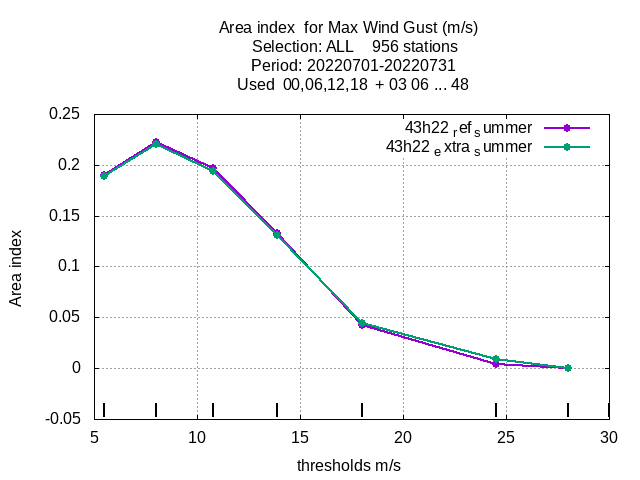 Area index  for Max Wind Gust (m/s)
Selection: ALL    956 stations
Period: 20220701-20220731
Used  00,06,12,18  + 03 06 ... 48
0.25
43h22 ref summer
0.2
43h22 extra summer
0.15
0.1
0.05
0
-0.05
5 10 15 20 25 30
Area index
thresholds m/s